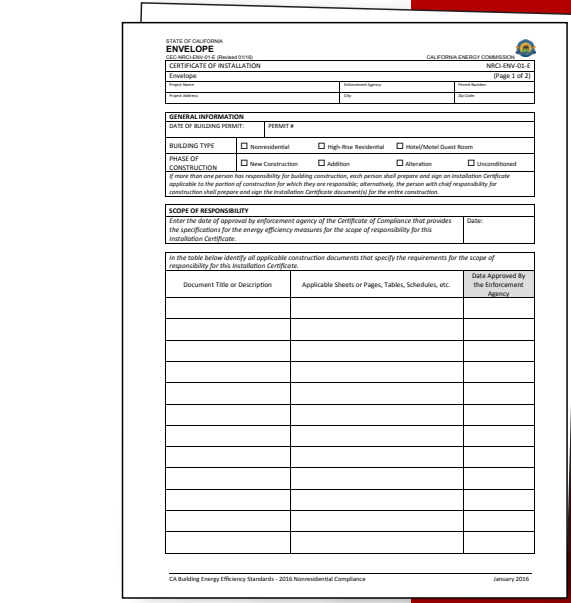 STATE OF CALIFORNIA
ENVELOPE
CEC-NRCI-ENV-01-E (Revised 01/16) CALIFORNIA ENERGY COMMISSION
CERTIFICATE OF INSTALLATION NRCI-ENV-01-E
Envelope (Page 1 of 2)
Project Name: Enforcement Agency: Permit Number:
Project Address: City: Zip Code:
GENERAL INFORMATION
DATE OF BUILDING PERMIT: PERMIT #
BUILDING TYPE ☐ Nonresidential ☐ High-Rise Residential ☐ Hotel/Motel Guest Room
PHASE OF
CONSTRUCTION ☐ New Construction ☐ Addition ☐ Alteration ☐ Unconditioned
If more than one person has responsibility for building construction, each person shall prepare and sign an Installation Certificate
applicable to the portion of construction for which they are responsible; alternatively, the person with chief responsibility for
construction shall prepare and sign the Installation Certificate document(s) for the entire construction.
SCOPE OF RESPONSIBILITY
Enter the date of approval by enforcement agency of the Certificate of Compliance that provides Date:
the specifications for the energy efficiency measures for the scope of responsibility for this
Installation Certificate.
In the table below identify all applicable construction documents that specify the requirements for the scope of
responsibility for this Installation Certificate.
Document Title or Description Applicable Sheets or Pages, Tables, Schedules, etc. Date Approved By
the Enforcement
Agency
CA Building Energy Efficiency Standards - 2016 Nonresidential Compliance January 2016